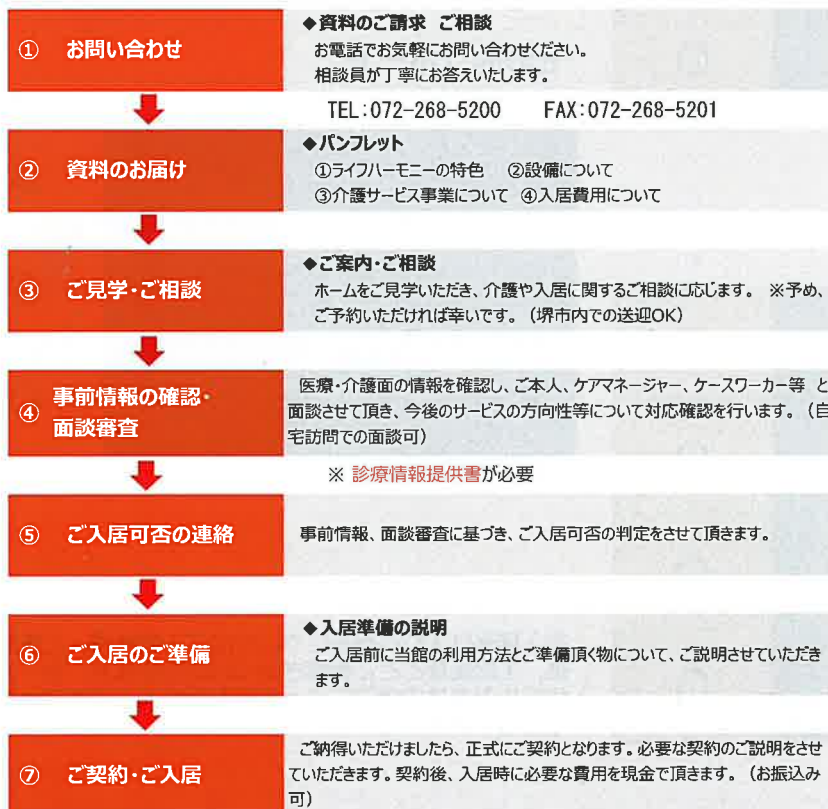 ① お問い合わせ
◆資料のご請求 ご相談
お電話でお気軽にお問い合わせください。
相談員が丁寧にお答えいたします。
TEL:072-268-5200 FAX:072-268-5201
② 資料のお届け
◆パンフレット
①ライフハーモニーの特色 ②設備について
③介護サービス事業について ④入居費用について
③ ご見学・ご相談
◆ご案内・ご相談
ホームをご見学いただき、介護や入居に関するご相談に応じます。 ※予め、
ご予約いただければ幸いです。(堺市内での送迎OK)
④ 事前情報の確認・
面談審査
医療・介護面の情報を確認し、ご本人、ケアマネージャー、ケースワーカー等 と
面談させて頂き、今後のサービスの方向性等について対応確認を行います。(自
宅訪問での面談可)
※ 診療情報提供書が必要
⑤ ご入居可否の連絡
事前情報、面談審査に基づき、ご入居可否の判定をさせて頂きます。
⑥ ご入居のご準備
◆入居準備の説明
ご入居前に当館の利用方法とご準備頂く物について、ご説明させていただき
ます。
⑦ ご契約・ご入居
ご納得いただけましたら、正式にご契約となります。必要な契約のご説明をさせ
ていただきます。契約後、入居時に必要な費用を現金で頂きます。(お振込み
可)